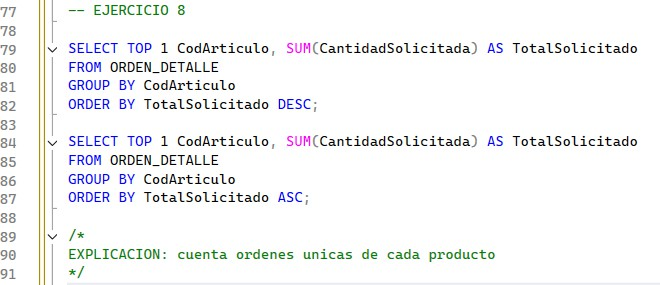 77 -- EJERCICIO 8
78
79 SELECT TOP 1 CodArticulo, SUM(CantidadSolicitada) AS TotalSolicitado
80 FROM ORDEN_DETALLE
81 GROUP BY CodArticulo
82 ORDER BY TotalSolicitado DESC;
83
84 SELECT TOP 1 CodArticulo, SUM(CantidadSolicitada) AS TotalSolicitado
85 FROM ORDEN_DETALLE
86 GROUP BY CodArticulo
87 ORDER BY TotalSolicitado ASC;
88
89 /*
90 EXPLICACION: cuenta ordenes unicas de cada producto
91 */